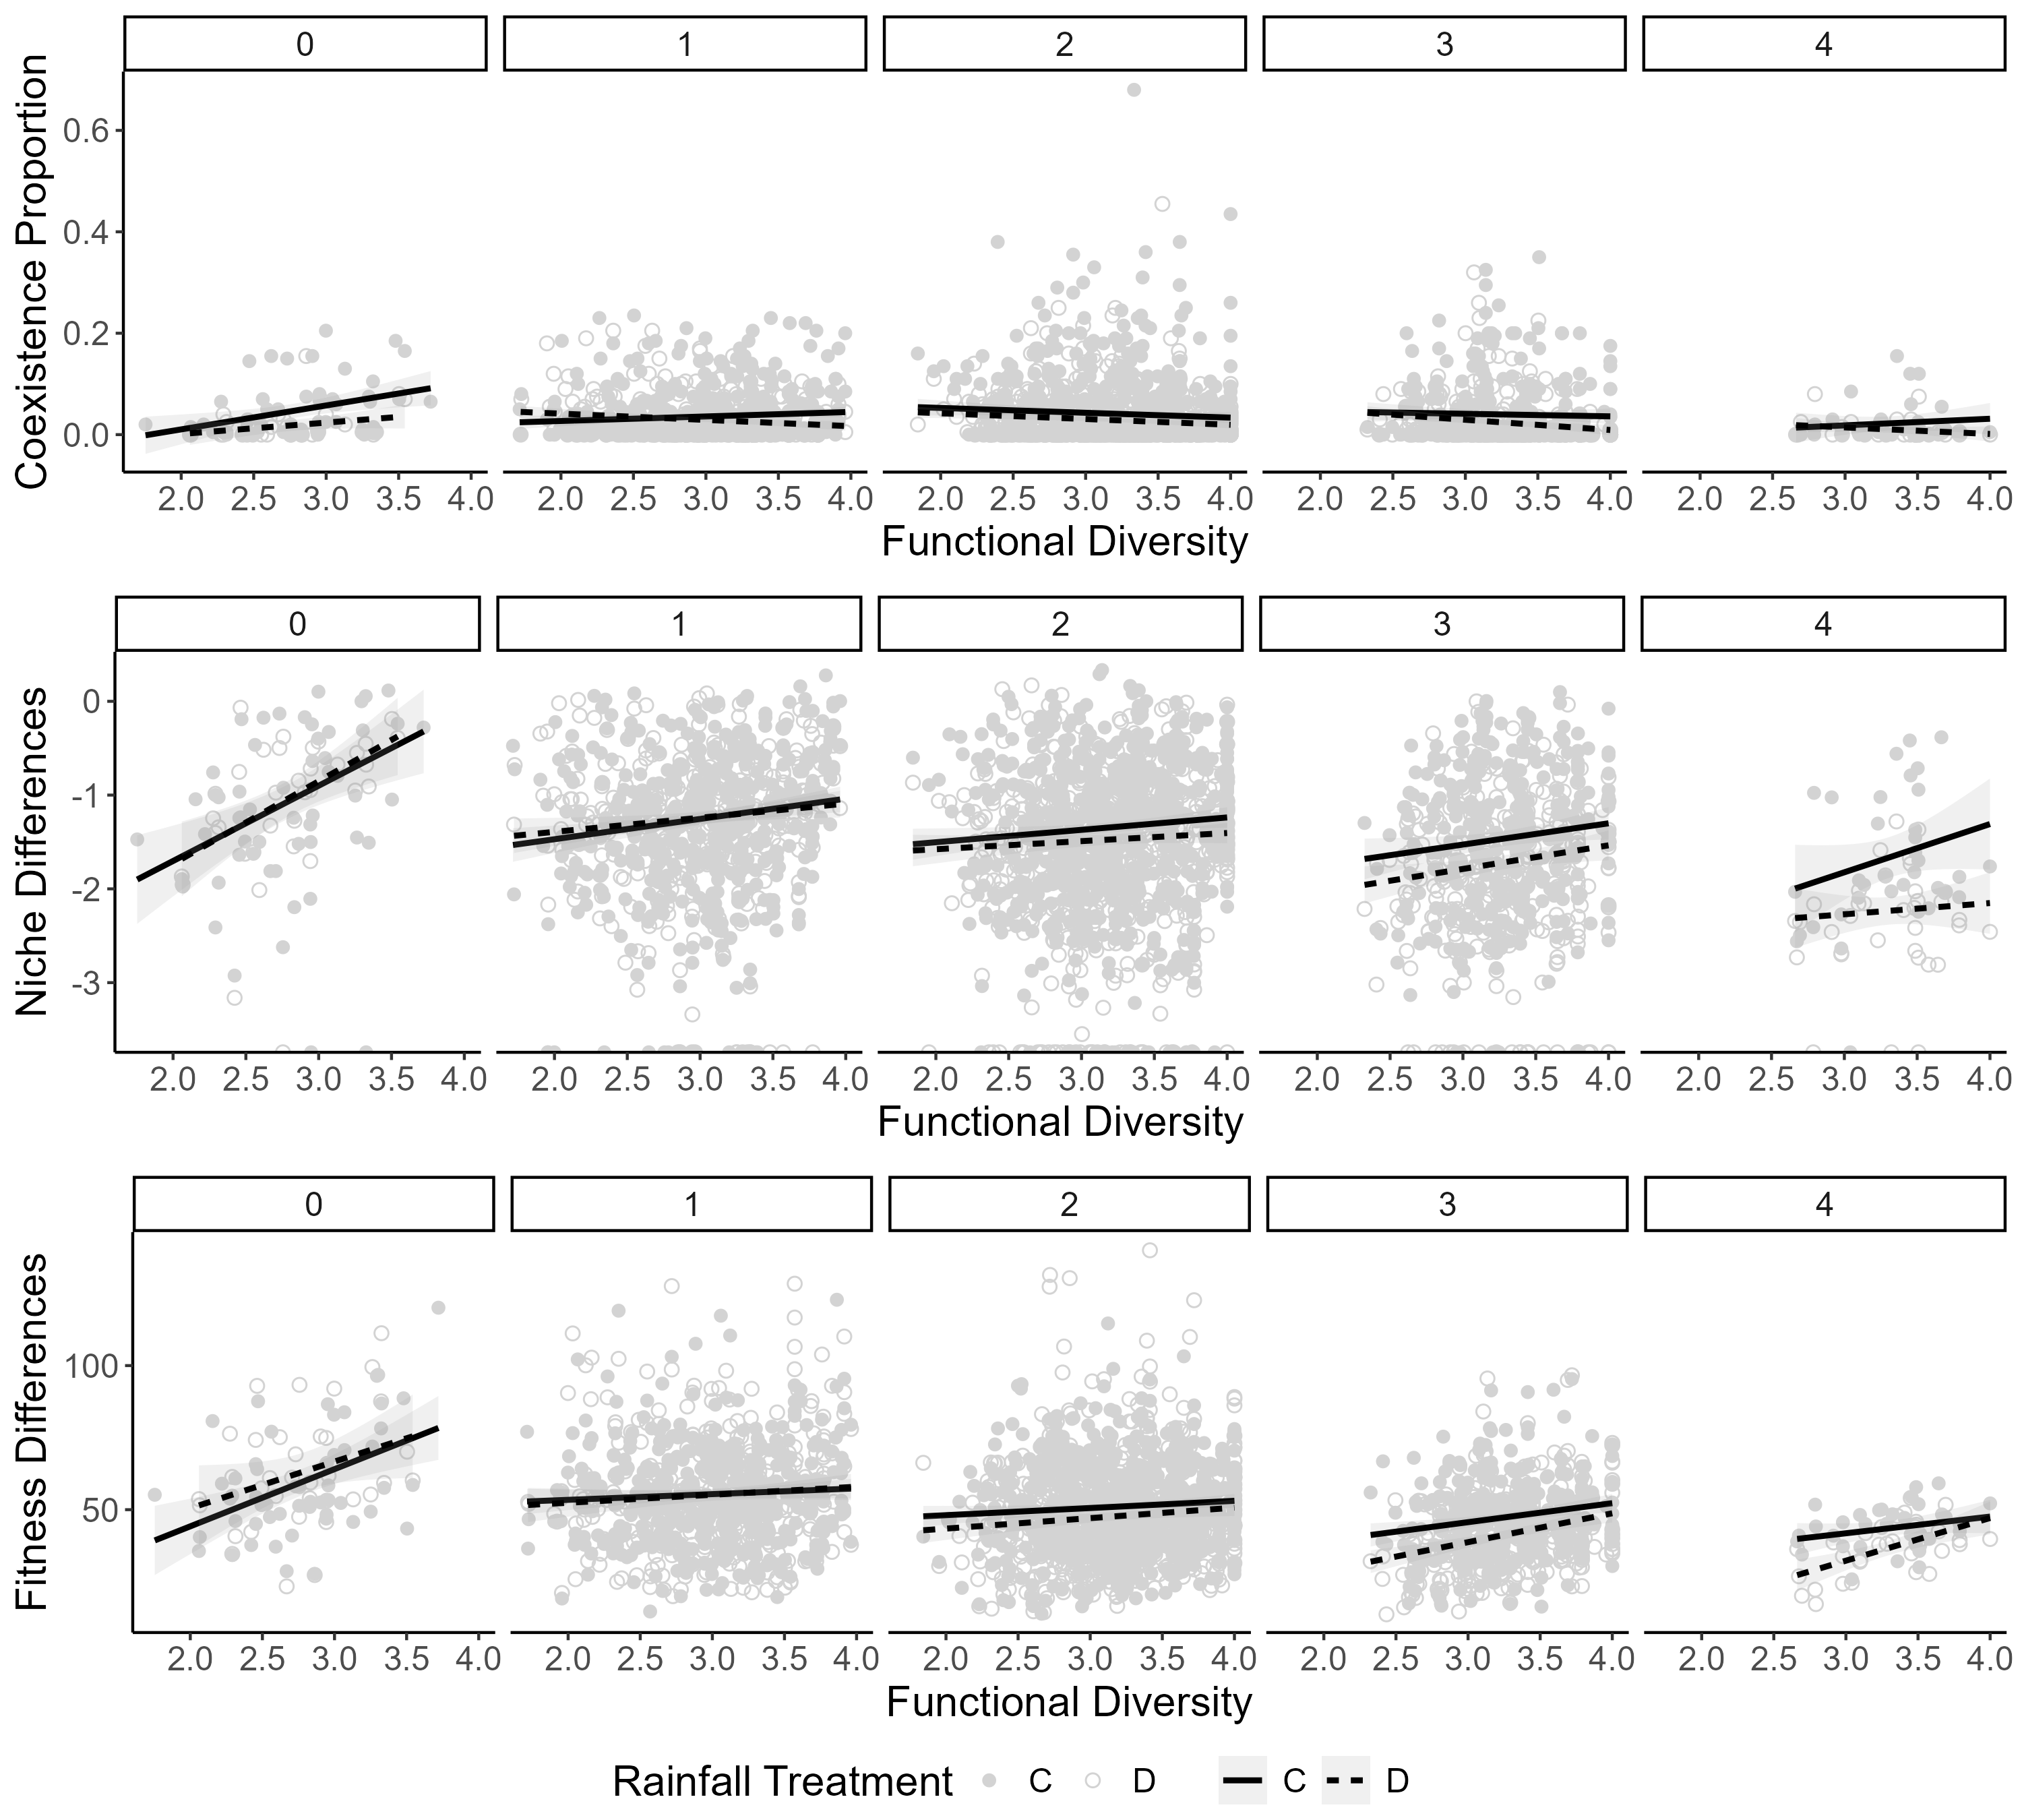 0 1 2 3 4
Coexistence Proportion
0.6
0.4
0.2
0.0
2.0 2.5 3.0 3.5 4.0 2.0 2.5 3.0 3.5 4.0 2.0 2.5 3.0 3.5 4.0 2.0 2.5 3.0 3.5 4.0 2.0 2.5 3.0 3.5 4.0
Functional Diversity
0 1 2 3 4
Niche Differences
0
-1
-2
-3
2.0 2.5 3.0 3.5 4.0 2.0 2.5 3.0 3.5 4.0 2.0 2.5 3.0 3.5 4.0 2.0 2.5 3.0 3.5 4.0 2.0 2.5 3.0 3.5 4.0
Functional Diversity
0 1 2 3 4
Fitness Differences
100
50
2.0 2.5 3.0 3.5 4.0 2.0 2.5 3.0 3.5 4.0 2.0 2.5 3.0 3.5 4.0 2.0 2.5 3.0 3.5 4.0 2.0 2.5 3.0 3.5 4.0
Functional Diversity
Rainfall Treatment C D C D